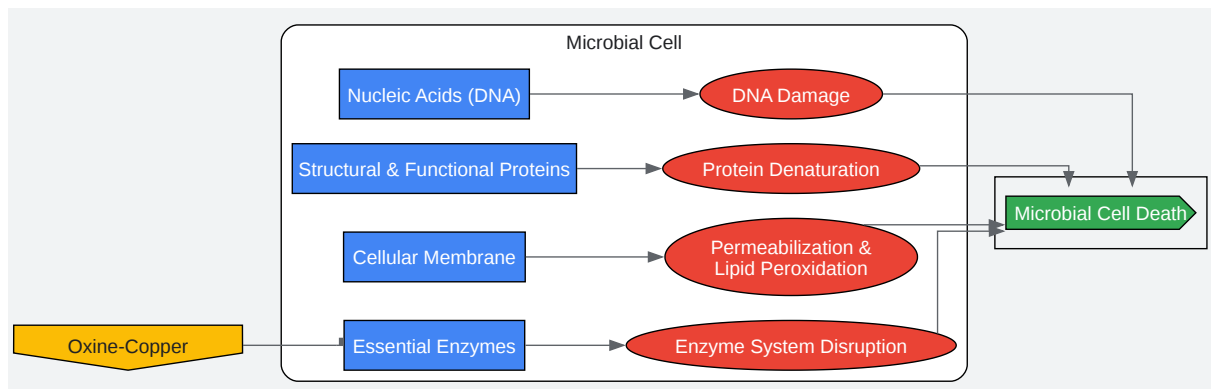 Microbial Cell
Nucleic Acids (DNA)
DNA Damage
Structural & Functional Proteins
Protein Denaturation
Microbial Cell Death
Cellular Membrane
Permeabilization &
Lipid Peroxidation
Oxine-Copper
Essential Enzymes
Enzyme System Disruption